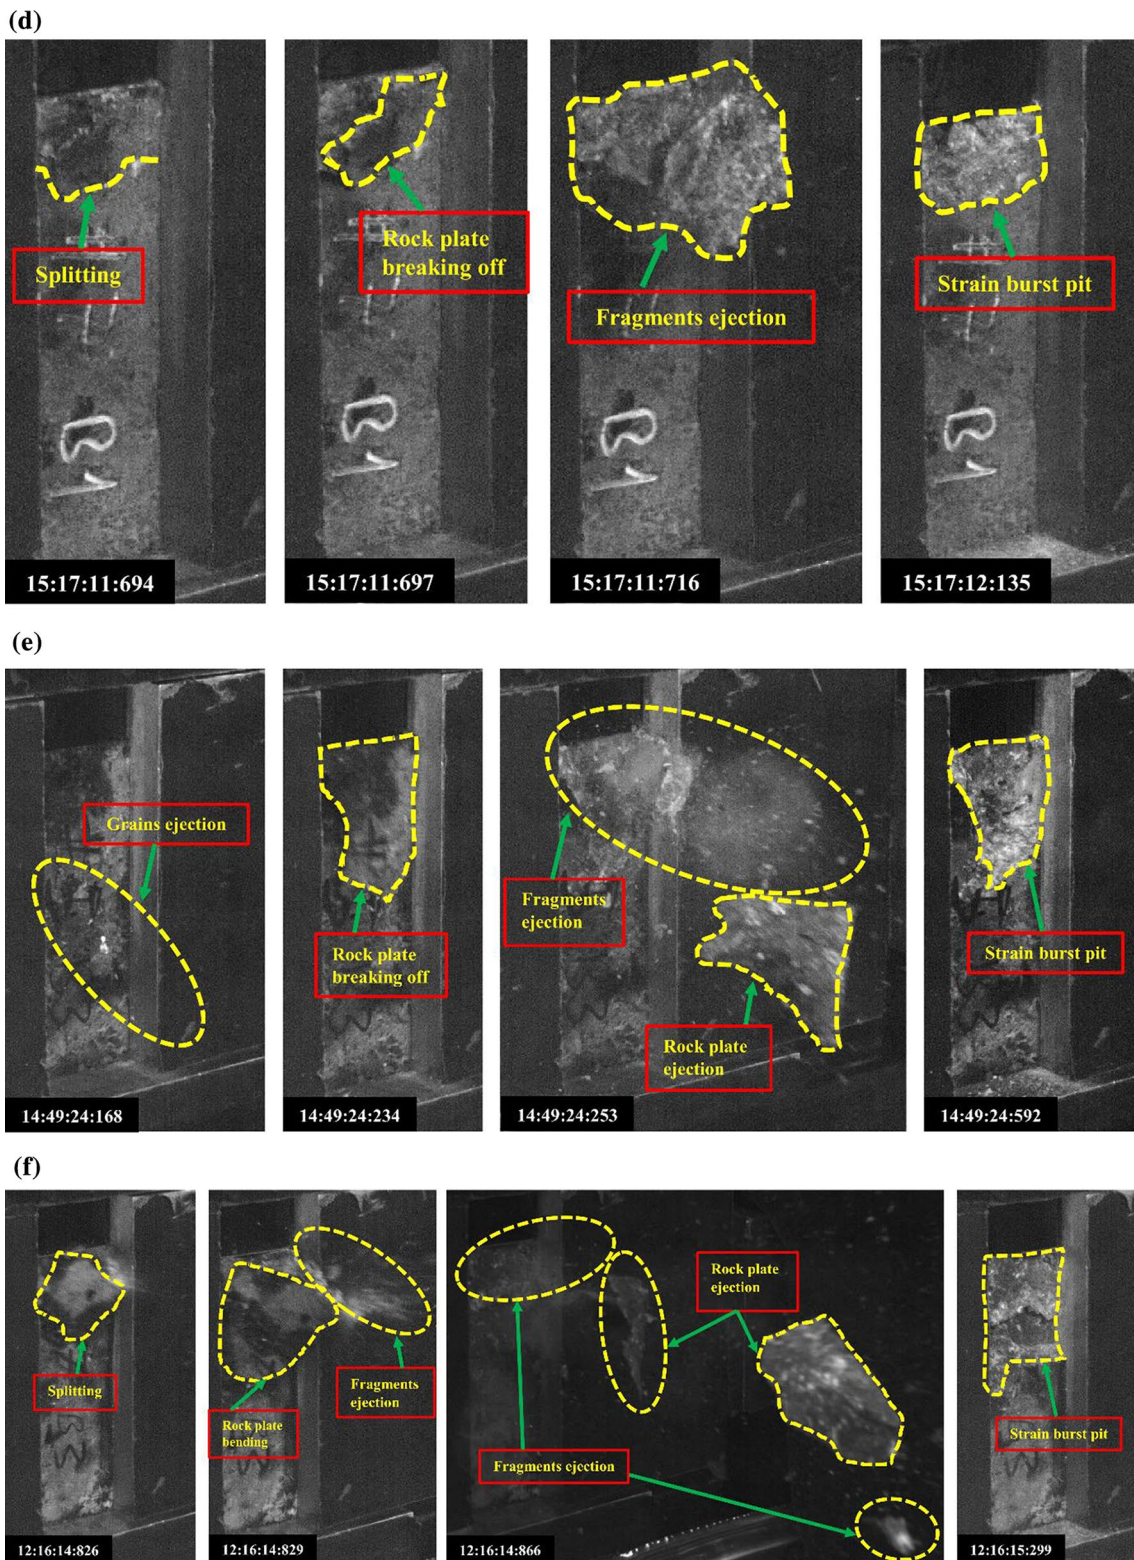 (d)
Splitting
Rock plate
breaking off
Fragments ejection
Strain burst pit
15:17:11:694
15:17:11:697
15:17:11:716
15:17:12:135
(e)
Grains ejection
Rock plate
breaking off
Fragments
ejection
Rock plate
ejection
Strain burst pit
14:49:24:168
14:49:24:234
14:49:24:253
14:49:24:592
(f)
Splitting
Rock plate
bending
Fragments
ejection
Rock plate
ejection
Fragments ejection
Strain burst pit
12:16:14:826
12:16:14:829
12:16:14:866
12:16:15:299